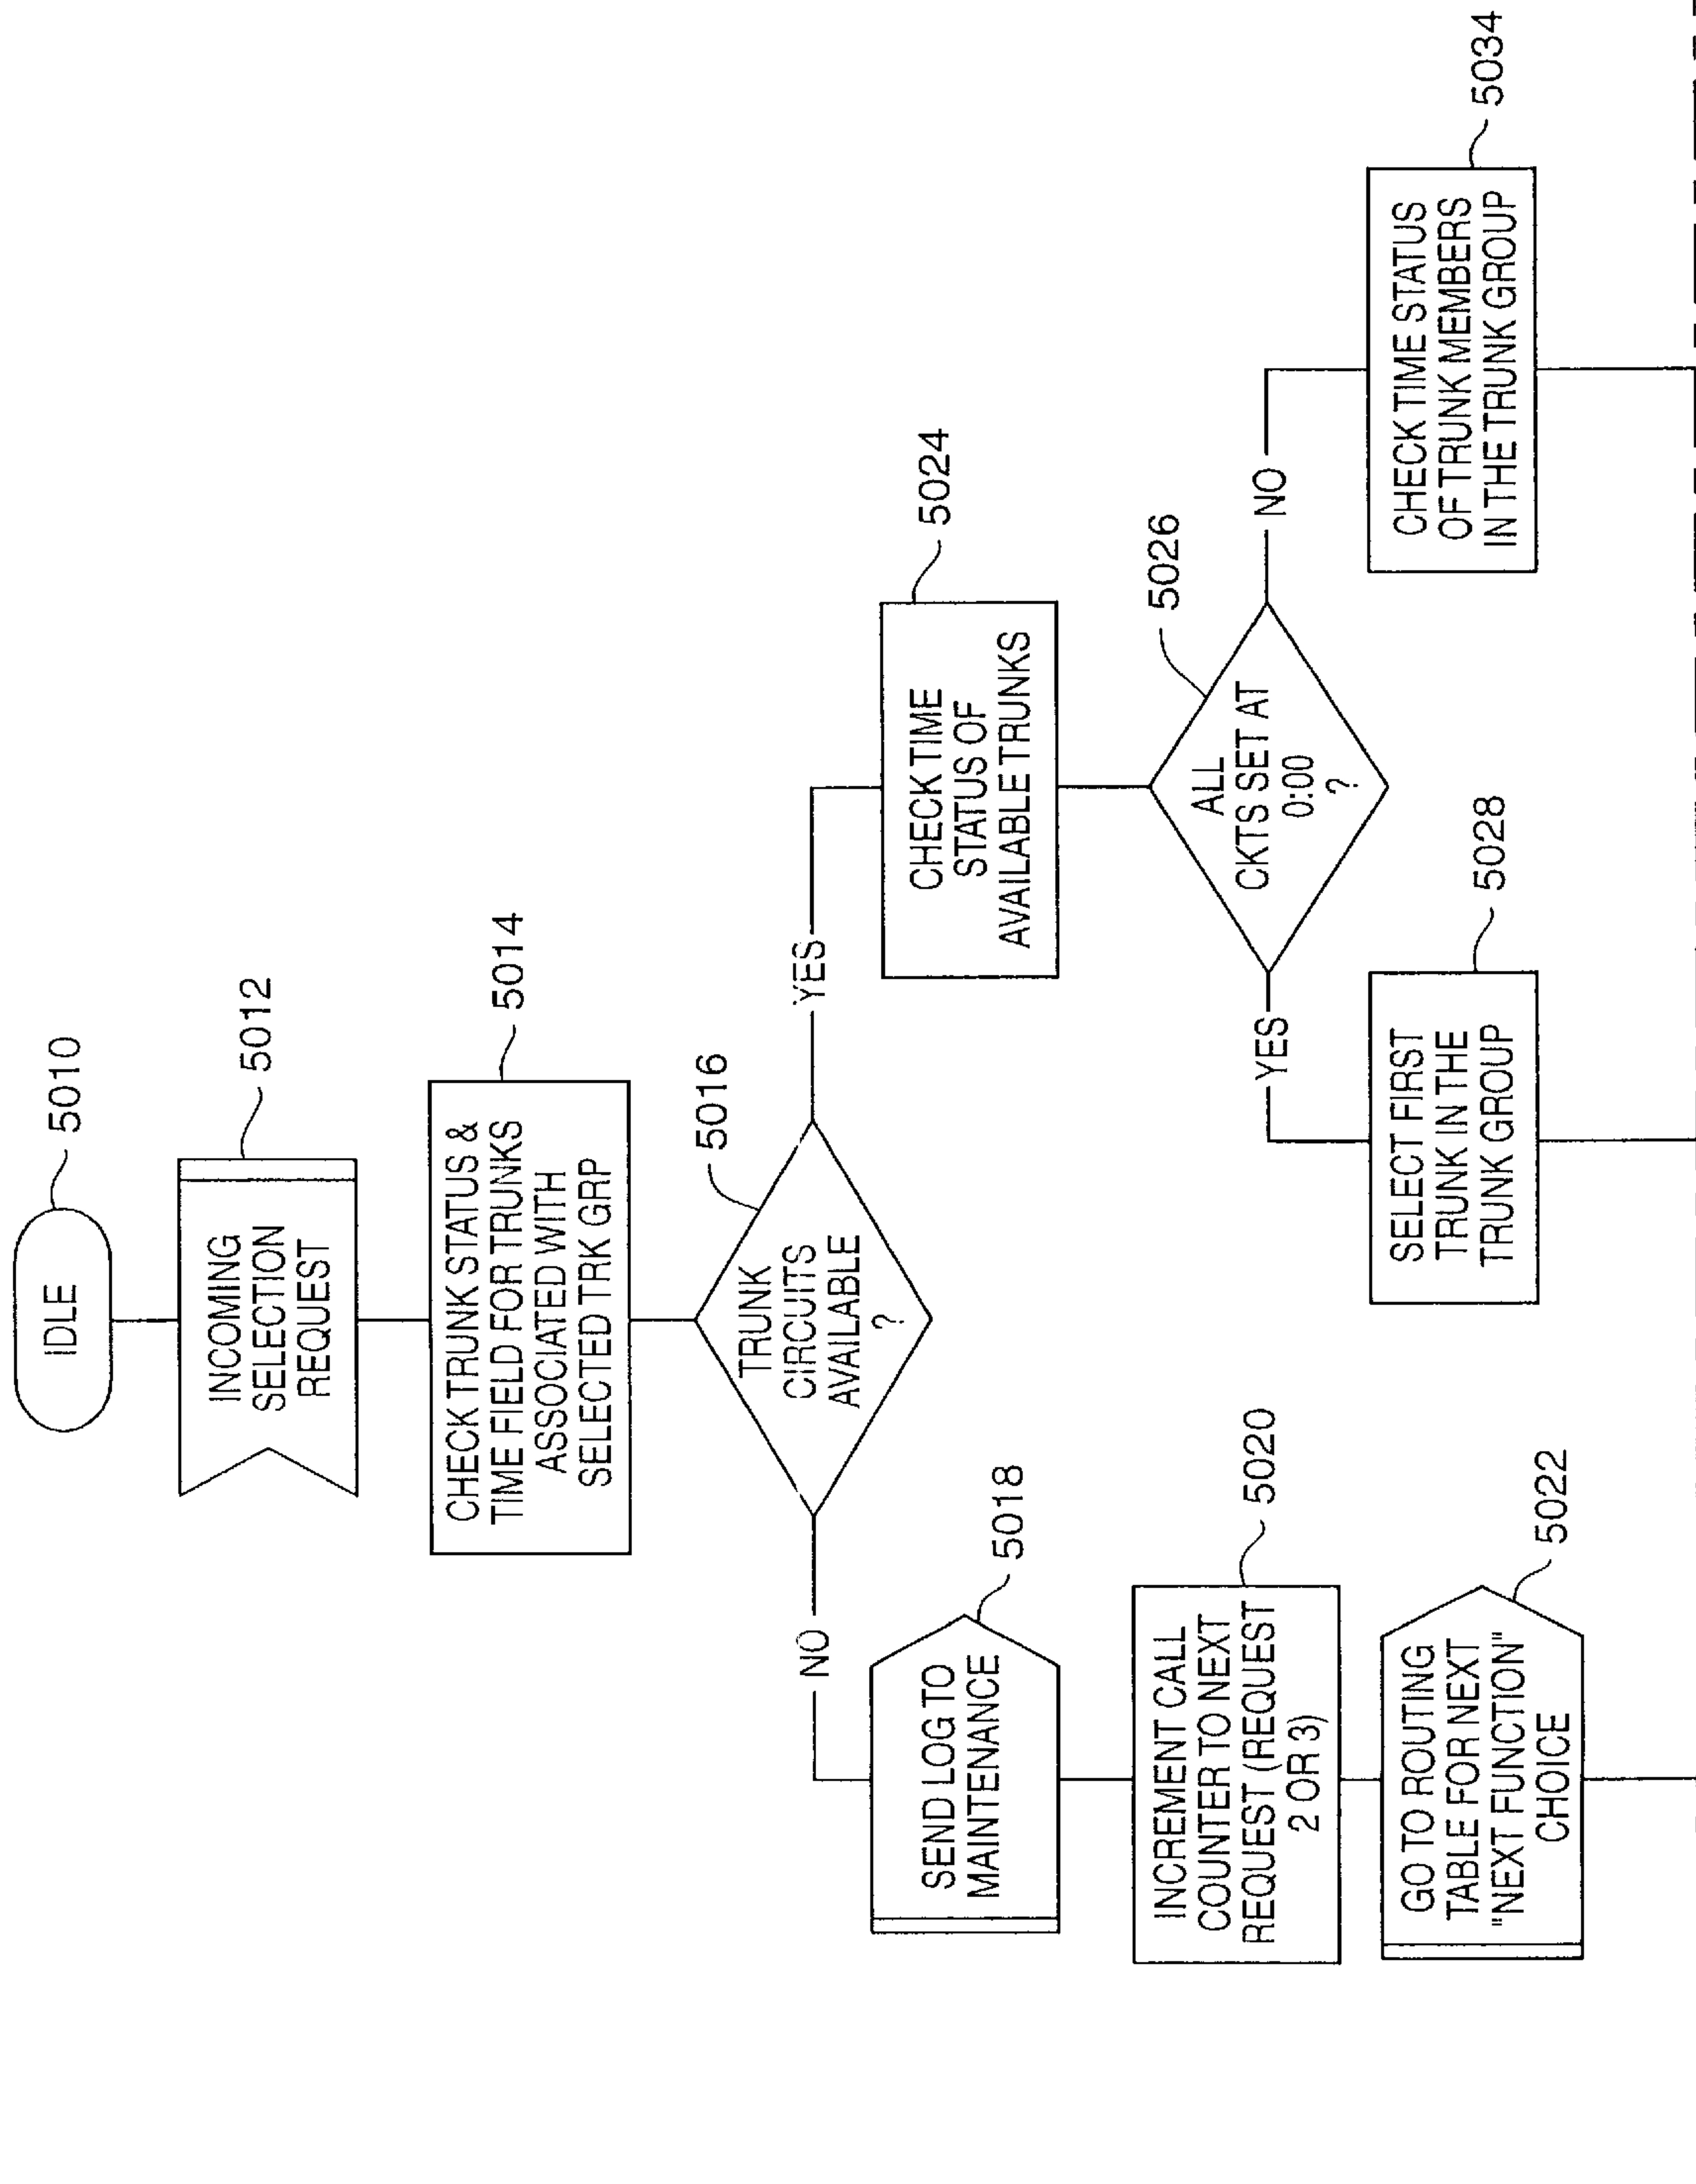 IDLE
5010
INCOMING
SELECTION
REQUEST
5012
CHECK TRUNK STATUS &
TIME FIELD FOR TRUNKS
ASSOCIATED WITH
SELECTED TRK GRP
5014
TRUNK
CIRCUITS
AVAILABLE
?
5016
NO
YES
SEND LOG TO
MAINTENANCE
5018
INCREMENT CALL
COUNTER TO NEXT
REQUEST (REQUEST
2 OR 3)
5020
GO TO ROUTING
TABLE FOR NEXT
"NEXT FUNCTION"
CHOICE
5022
CHECK TIME
STATUS OF
AVAILABLE TRUNKS
5024
ALL
CKTS SET AT
0:00
?
5026
YES
NO
SELECT FIRST
TRUNK IN THE
TRUNK GROUP
5028
CHECK TIME STATUS
OF TRUNK MEMBERS
IN THE TRUNK GROUP
5034